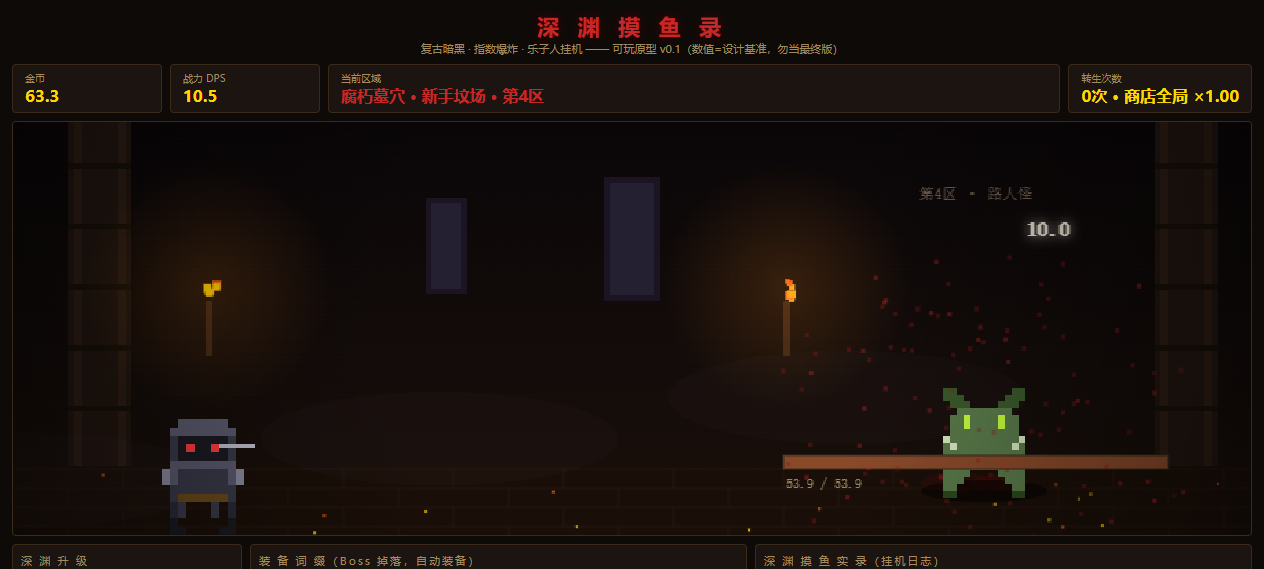 深渊摸鱼录
复古暗黑·指数爆炸·乐子人挂机 —— 可玩原型 v0.1（数值=设计基准，勿当最终版）
金币
63.3
战力 DPS
10.5
当前区域
腐朽墓穴 • 新手坟场 • 第4区
转生次数
0次 • 商店全局 ×1.00
第4区 · 路人怪
10.0
53.9 / 53.9
深渊升级
装备词缀（Boss 掉落，自动装备）
深渊摸鱼实录（挂机日志）